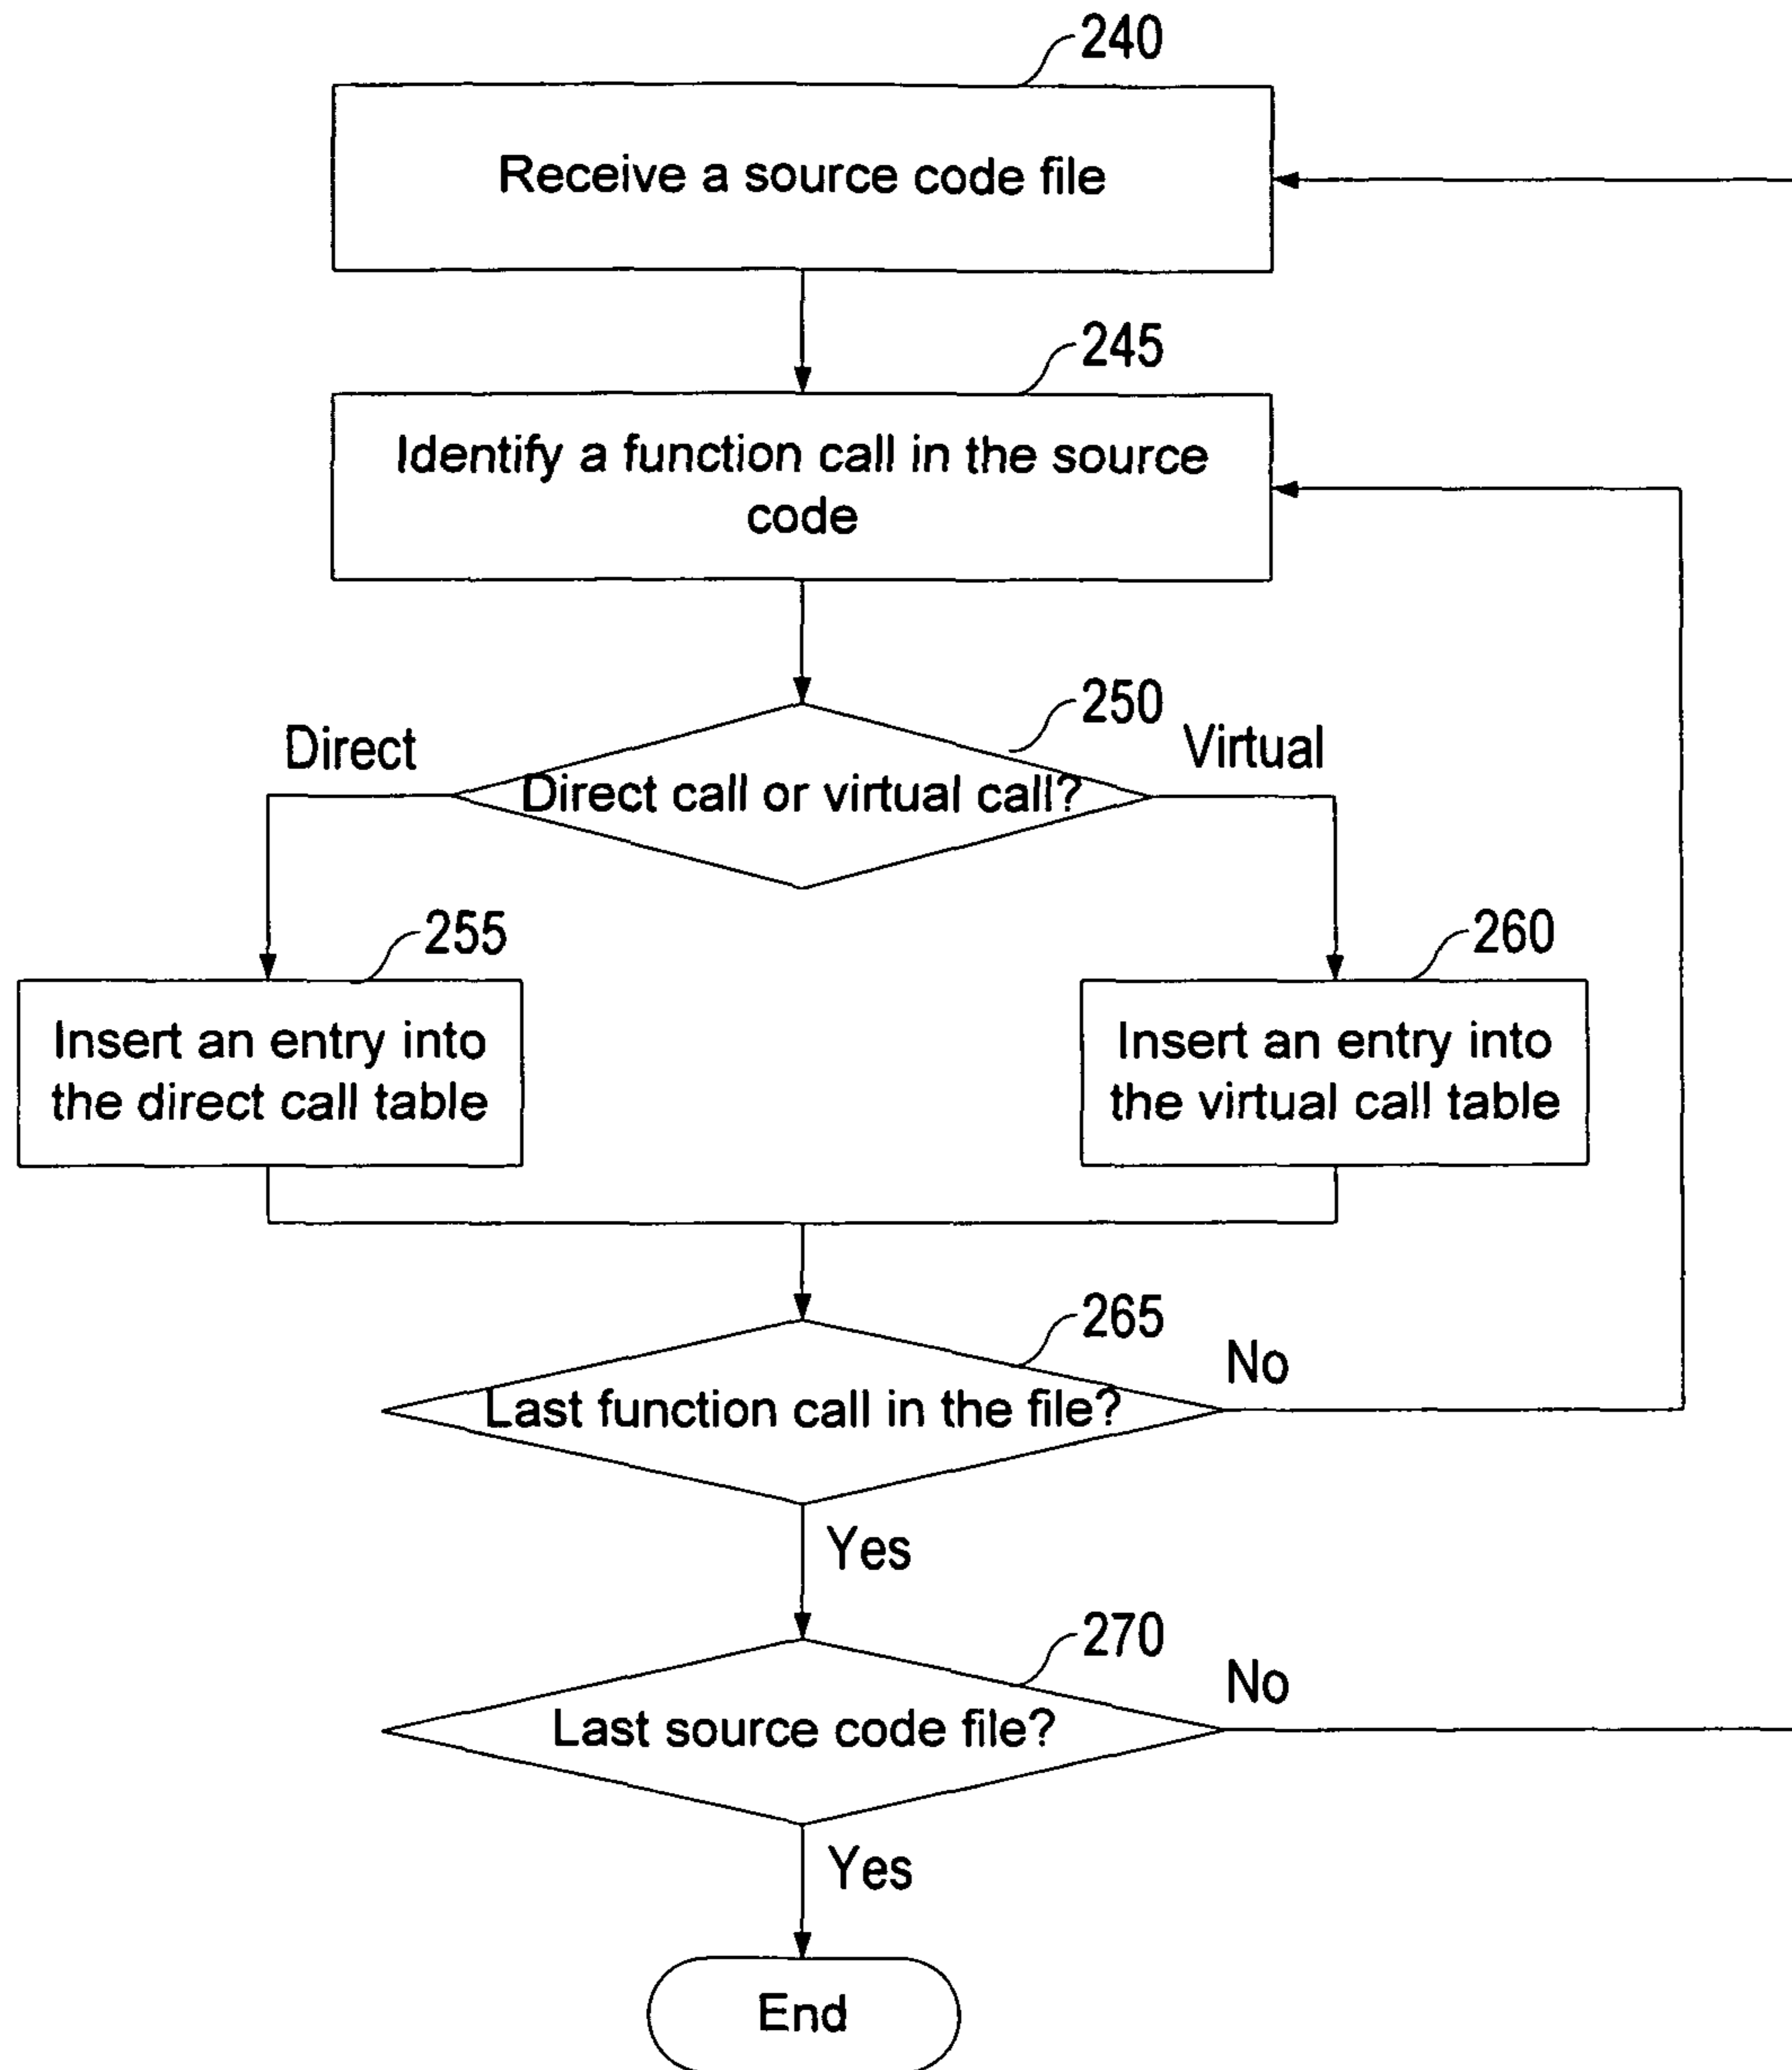 240
Receive a source code file
245
Identify a function call in the source
code
250
Direct
Virtual
Direct call or virtual call?
255
260
Insert an entry into
the direct call table
Insert an entry into
the virtual call table
265
No
Last function call in the file?
Yes
270
No
Last source code file?
Yes
End